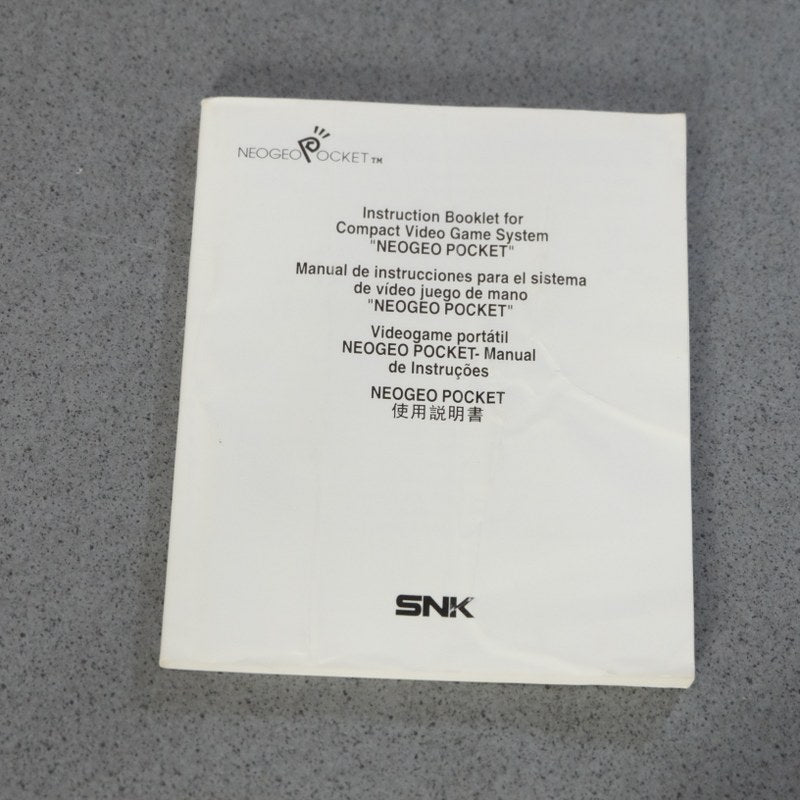 NEOGEO POCKET™
Instruction Booklet for
Compact Video Game System
"NEOGEO POCKET"
Manual de instrucciones para el sistema
de vídeo juego de mano
"NEOGEO POCKET"
Videogame portátil
NEOGEO POCKET- Manual
de Instruções
NEOGEO POCKET
使用説明書
SNK